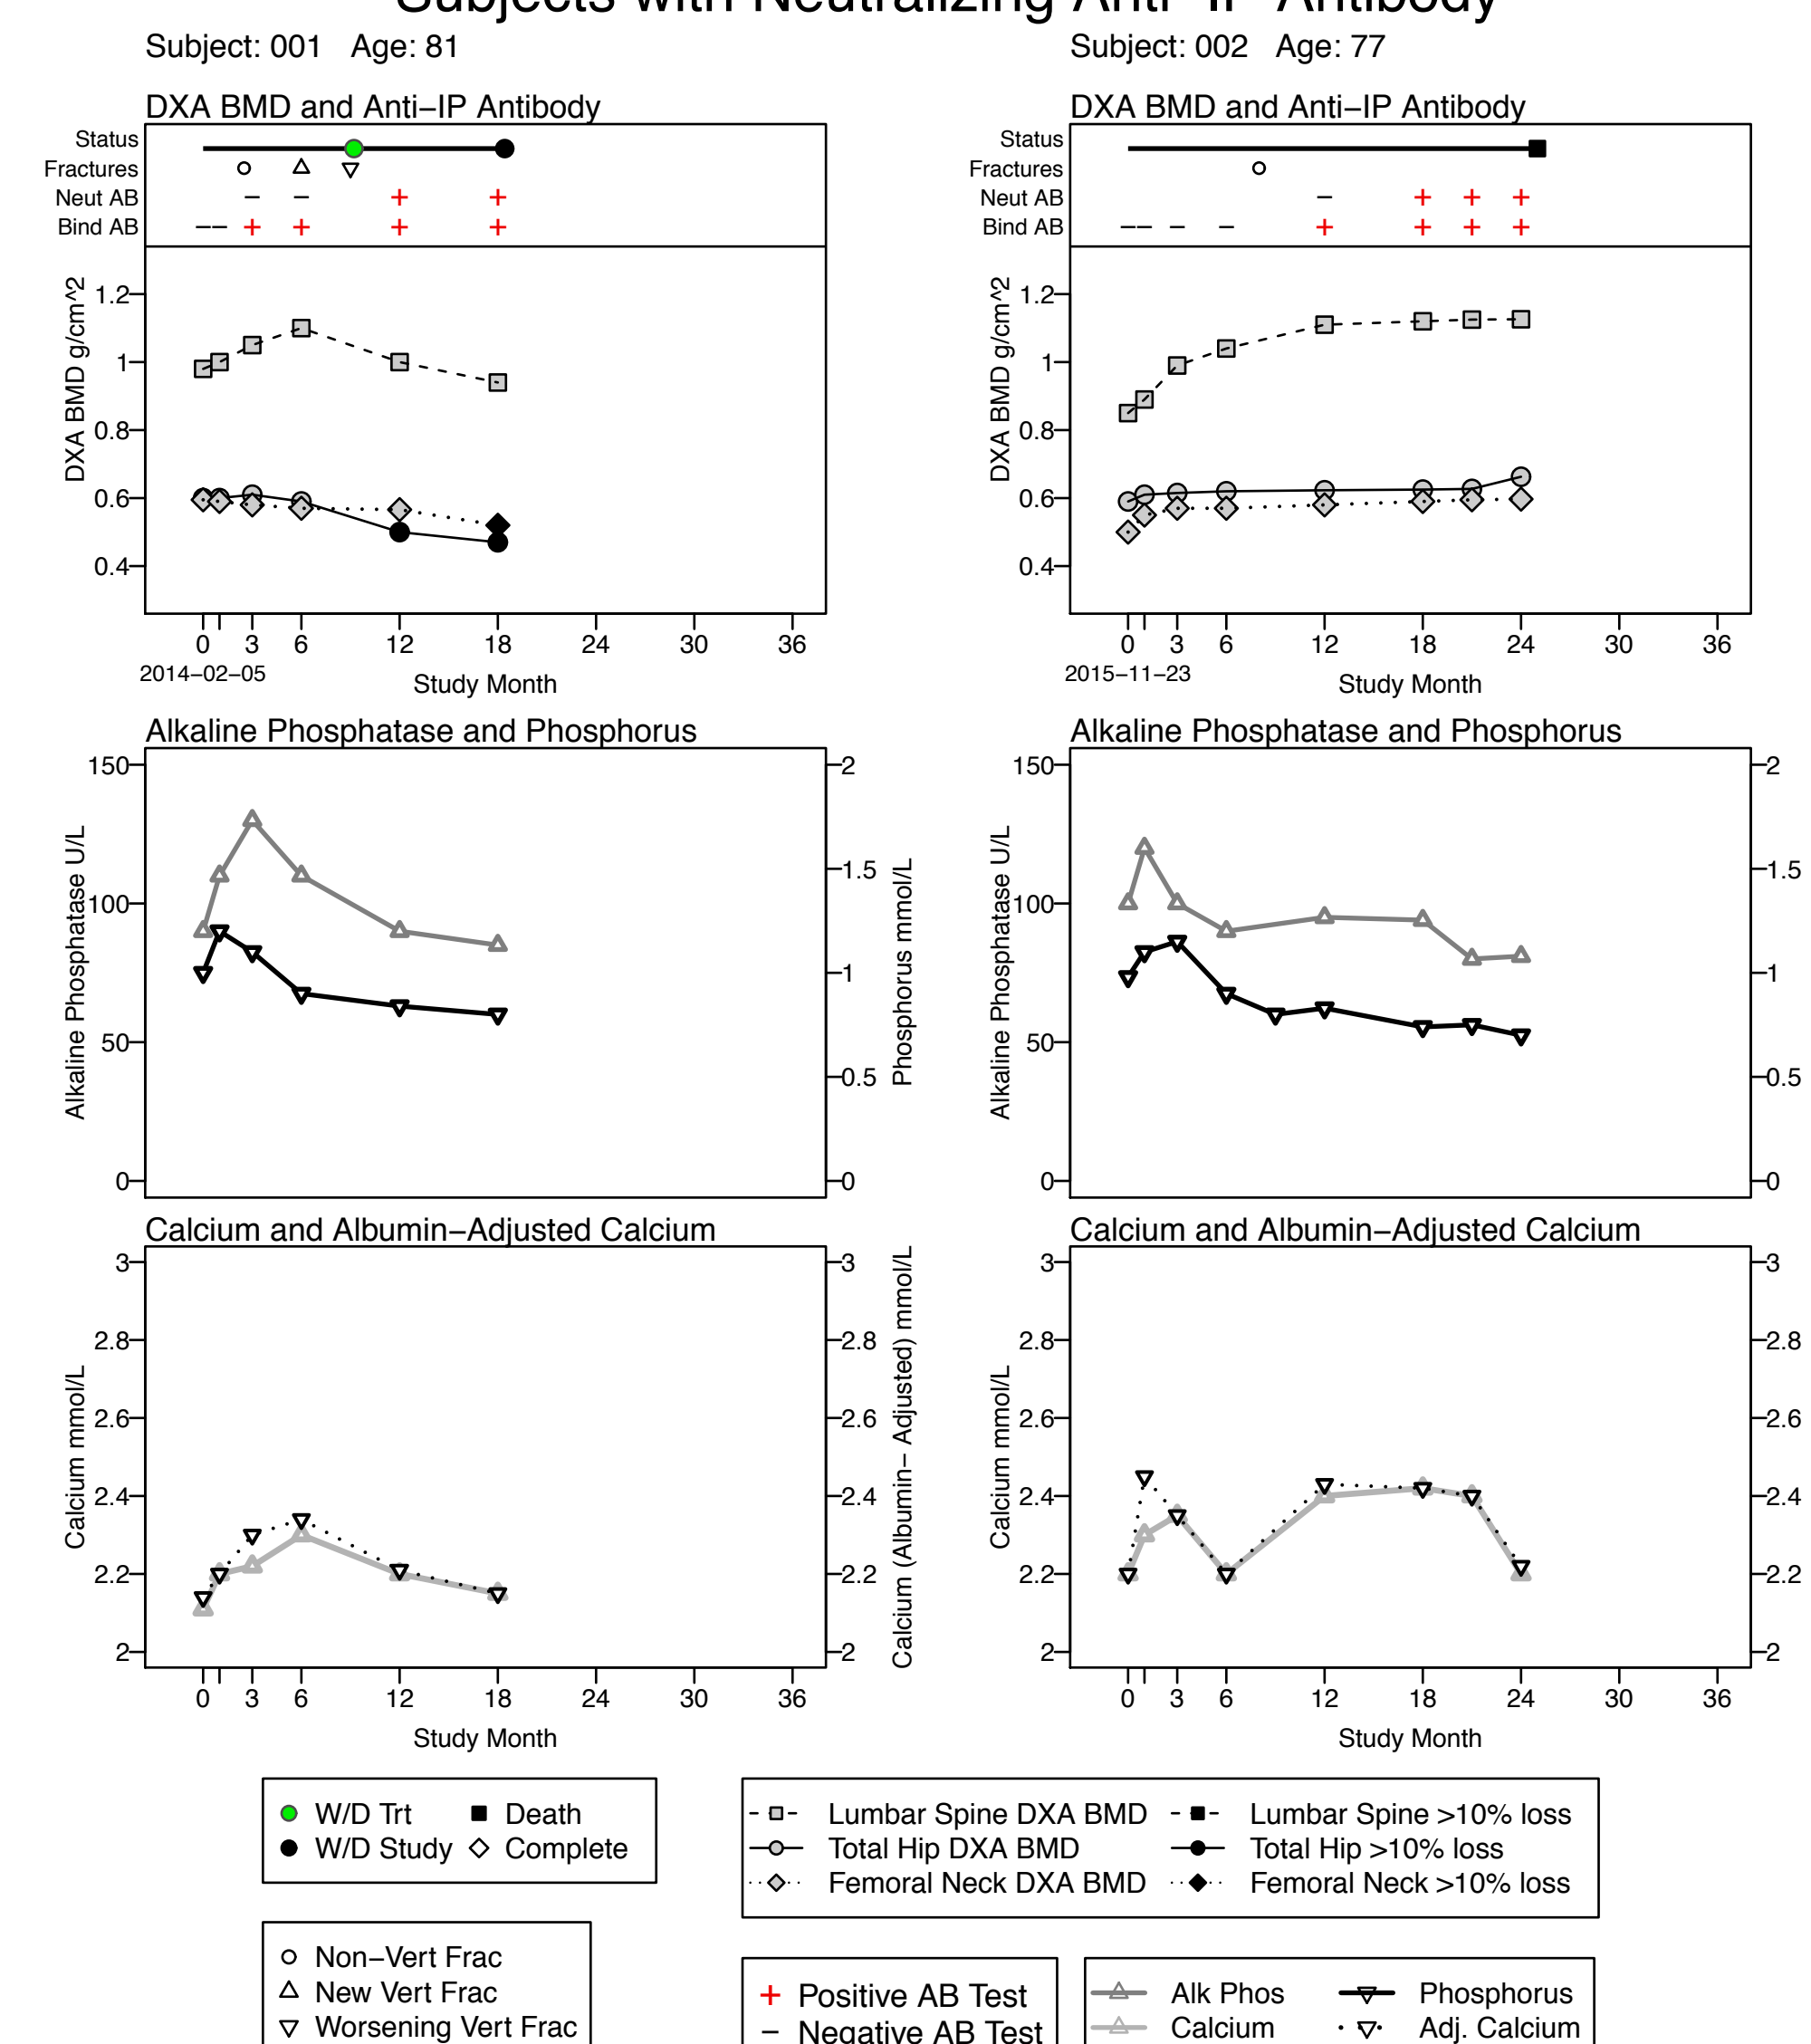 Subjects with Neutralizing Anti-IP Antibody
Subject: 001 Age: 81
DXA BMD and Anti-IP Antibody
Status
Fractures
Neut AB
Bind AB
DXA BMD g/cm^2
1.2
1
0.8
0.6
0.4
0 3 6 12 18 24 30 36
2014-02-05
Study Month
Alkaline Phosphatase and Phosphorus
Alkaline Phosphatase U/L
150
100
50
0
2
1.5
1
0.5
0
Phosphorus mmol/L
Calcium and Albumin-Adjusted Calcium
Calcium mmol/L
3
2.8
2.6
2.4
2.2
2
3
2.8
2.6
2.4
2.2
2
Calcium (Albumin- Adjusted) mmol/L
0 3 6 12 18 24 30 36
Study Month
Subject: 002 Age: 77
DXA BMD and Anti-IP Antibody
Status
Fractures
Neut AB
Bind AB
DXA BMD g/cm^2
1.2
1
0.8
0.6
0.4
0 3 6 12 18 24 30 36
2015-11-23
Study Month
Alkaline Phosphatase and Phosphorus
Alkaline Phosphatase U/L
150
100
50
0
2
1.5
1
0.5
0
Calcium and Albumin-Adjusted Calcium
Calcium mmol/L
3
2.8
2.6
2.4
2.2
2
3
2.8
2.6
2.4
2.2
2
0 3 6 12 18 24 30 36
Study Month
W/D Trt Death
W/D Study Complete
Lumbar Spine DXA BMD Lumbar Spine >10% loss
Total Hip DXA BMD Total Hip >10% loss
Femoral Neck DXA BMD Femoral Neck >10% loss
Non-Vert Frac
New Vert Frac
Worsening Vert Frac
+ Positive AB Test
- Negative AB Test
Alk Phos Phosphorus
Calcium Adj. Calcium